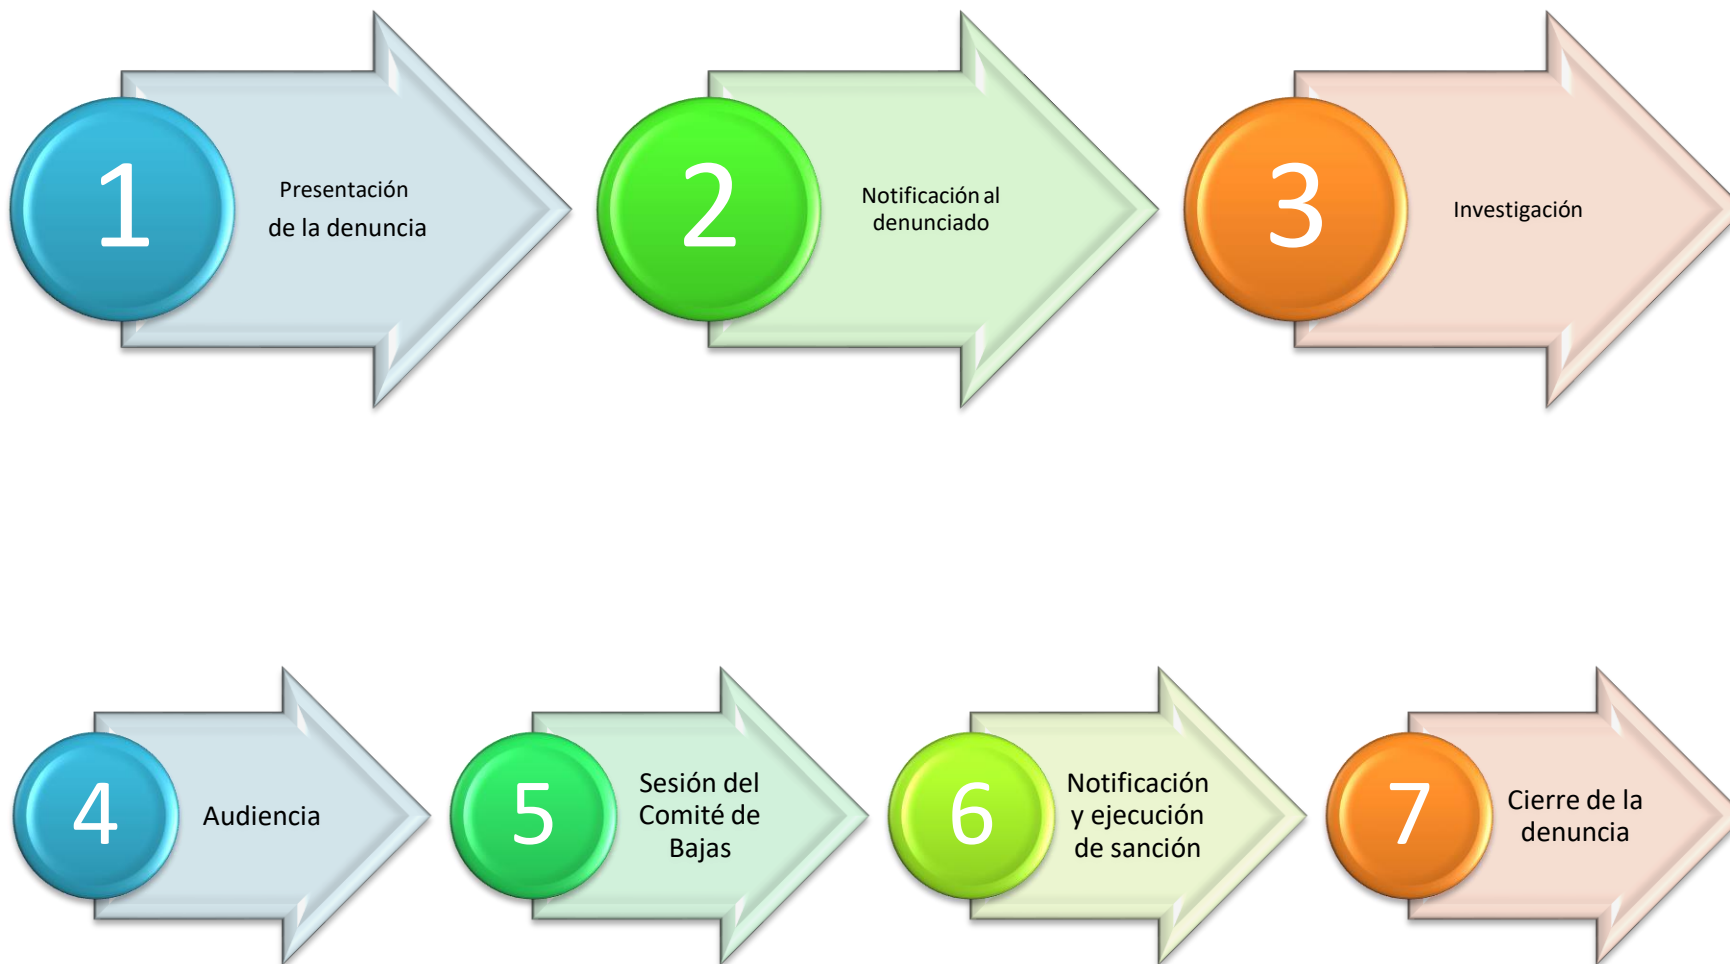 1
Presentación
de la denuncia
2
Notificación al
denunciado
3
Investigación
4
Audiencia
5
Sesión del
Comité de
Bajas
6
Notificación
y ejecución
de sanción
7
Cierre de la
denuncia